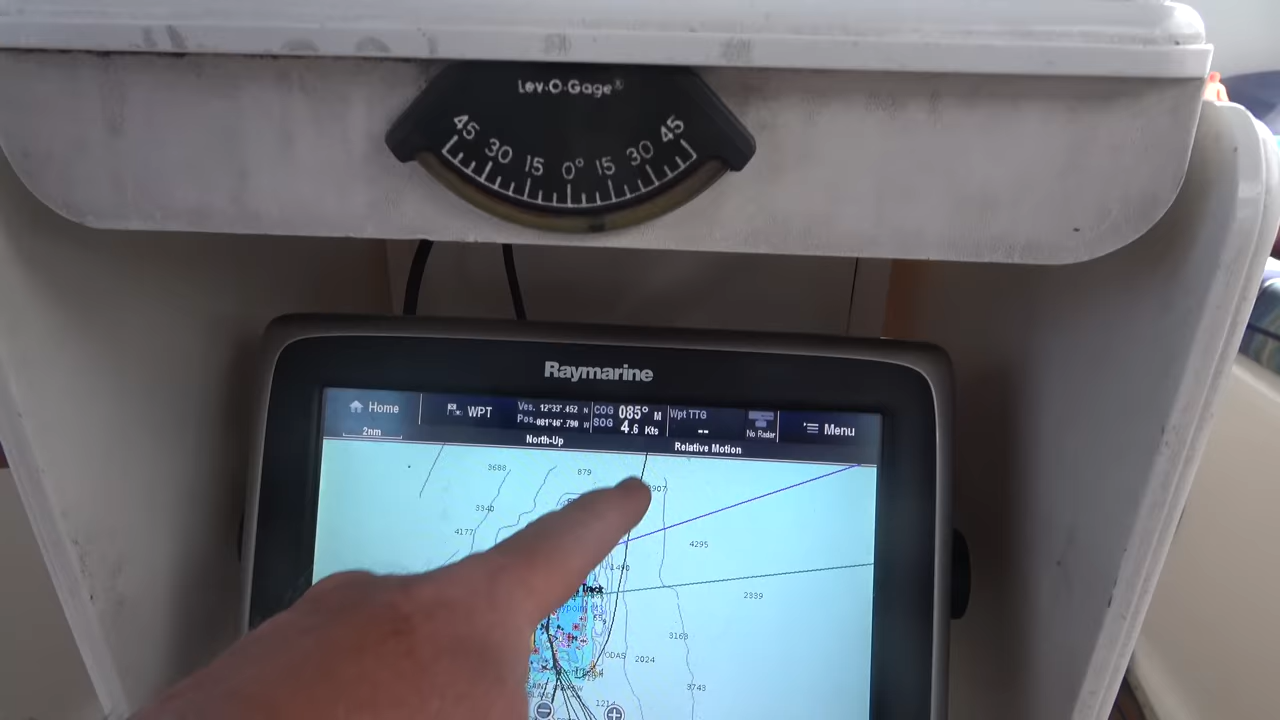 Lev-O-Gage®
45 30 15 0° 15 30 45
Raymarine
Home
WPT
Ves. 12°33'.452 N
Pos. 081°46'.790 W
COG 085° M
SOG 4.6 Kts
Wpt TTG
--
No Radar
Menu
2nm
North-Up
Relative Motion
3688
879
3340
4177
4295
1490
2339
3168
ODAS
2024
3743